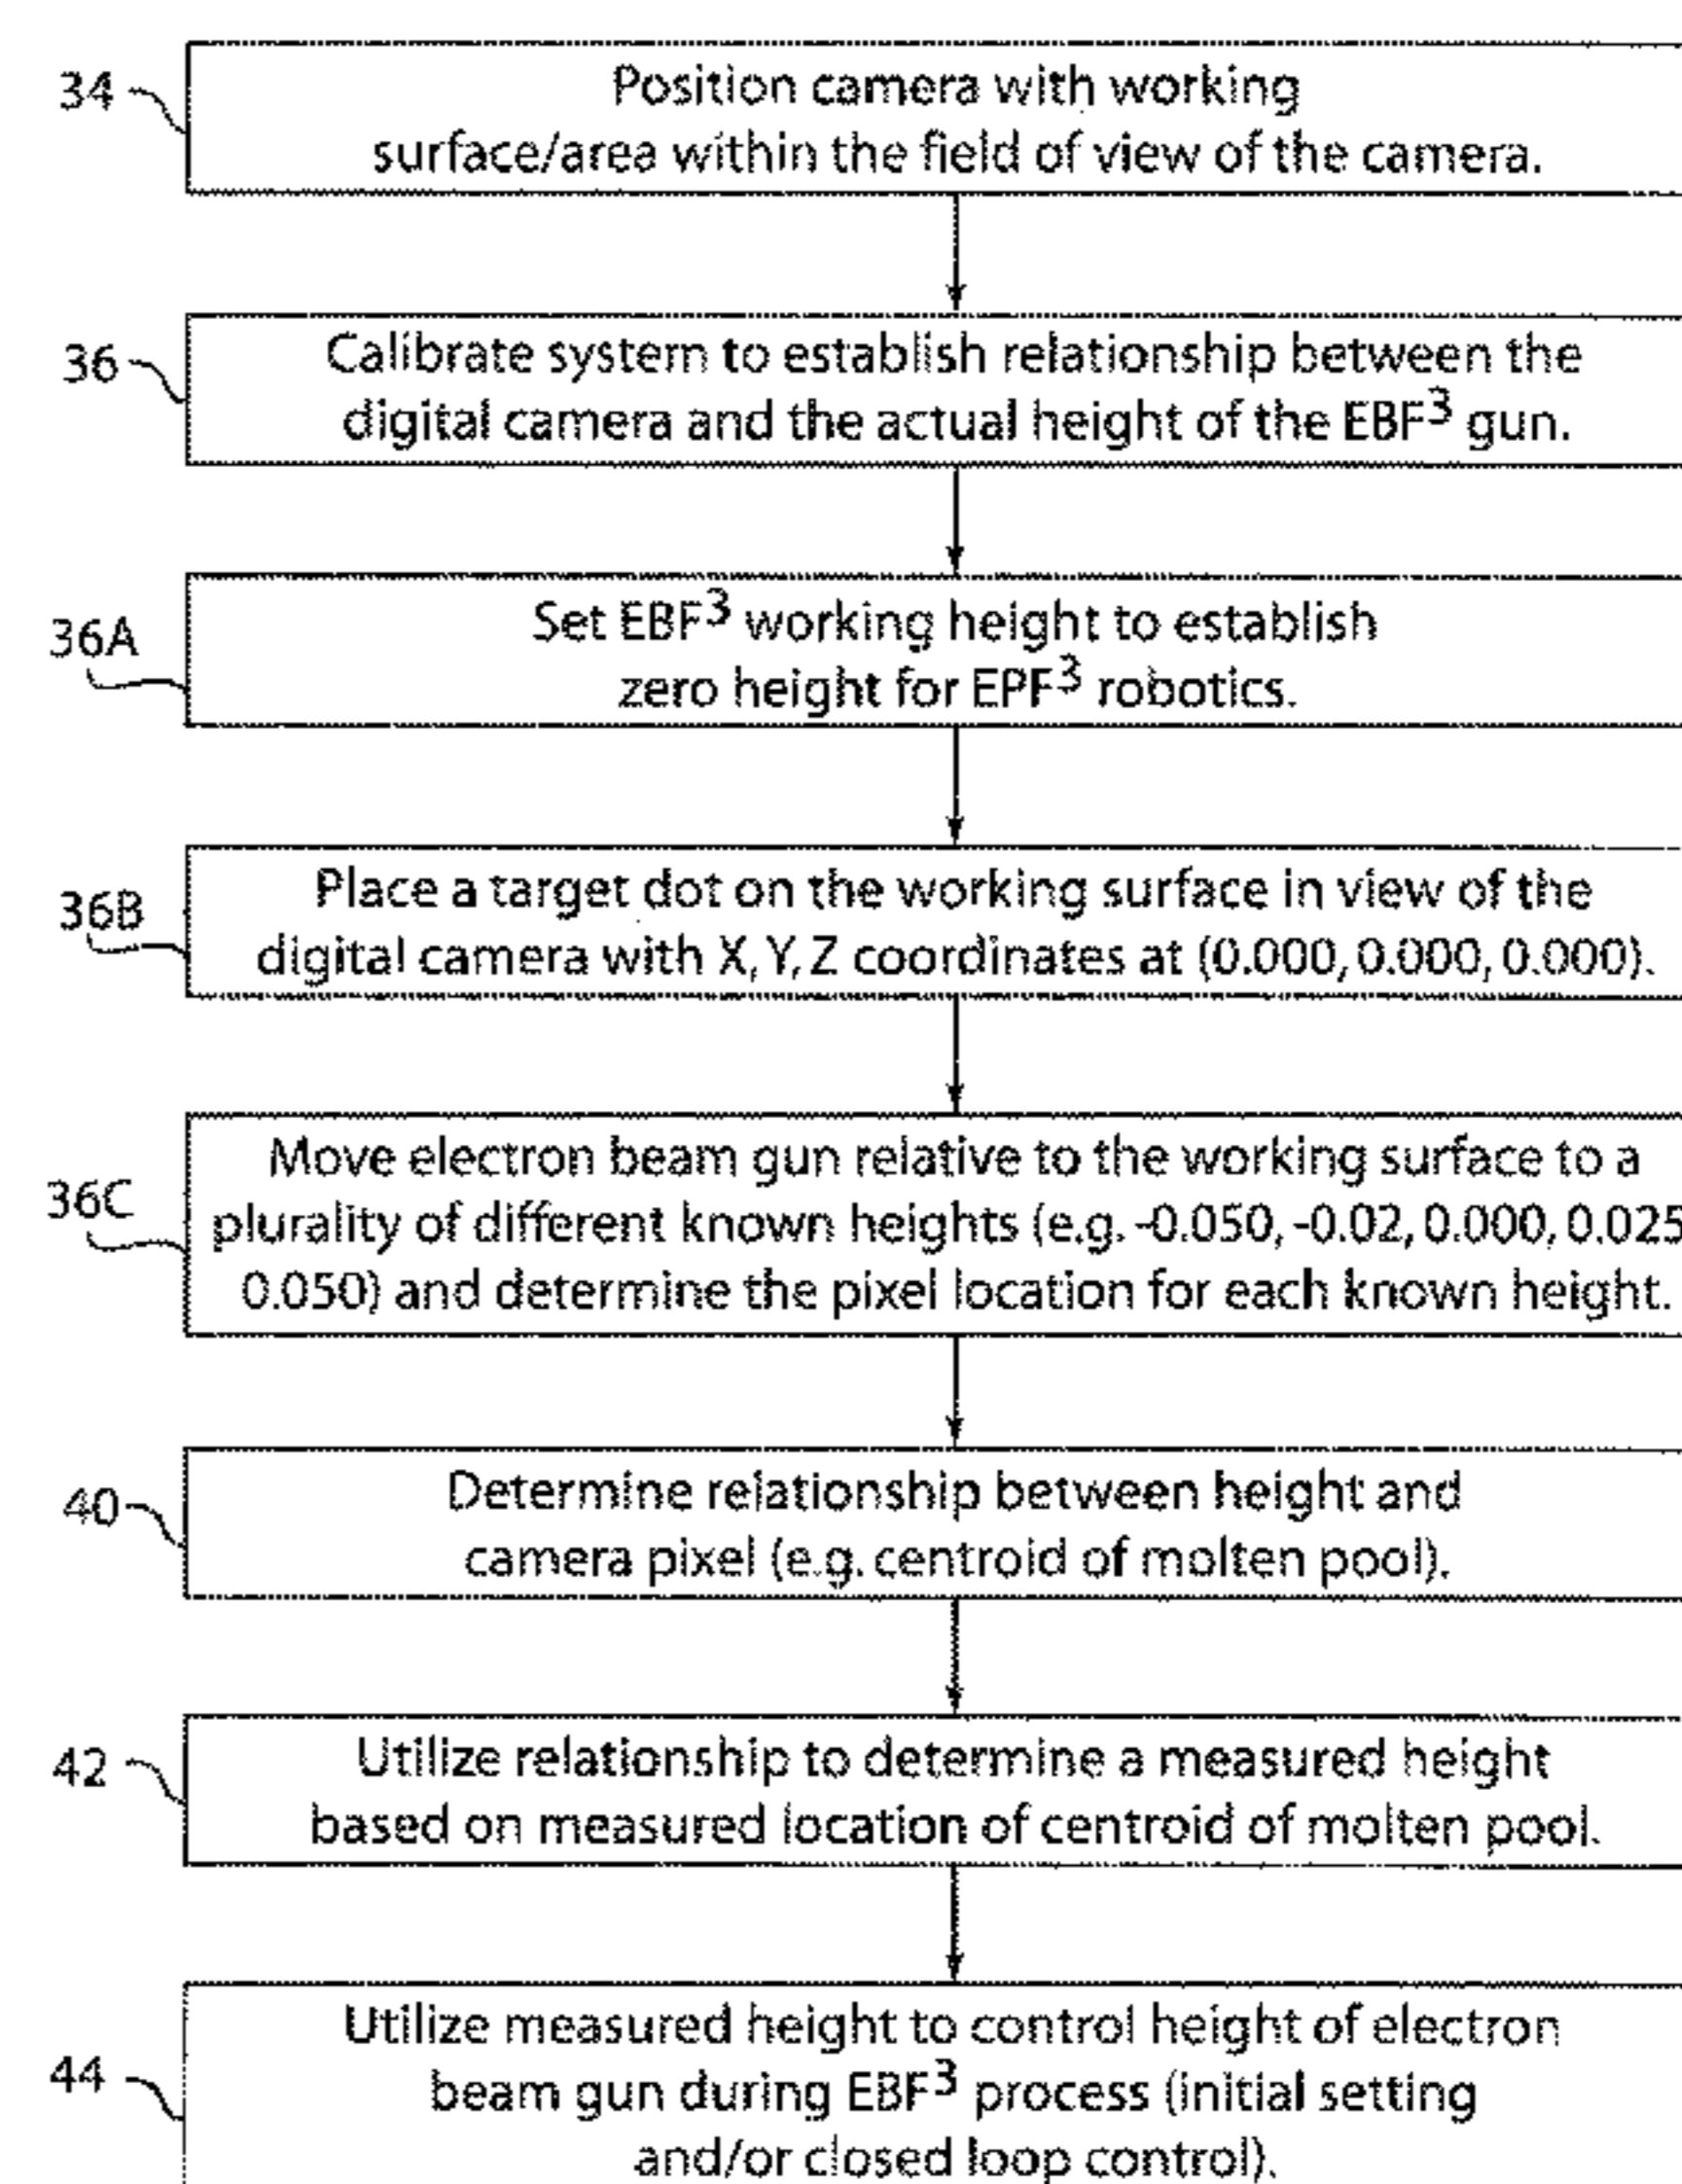 34
Position camera with working
surface/area within the field of view of the camera.
36
Calibrate system to establish relationship between the
digital camera and the actual height of the EBF³ gun.
36A
Set EBF³ working height to establish
zero height for EPF³ robotics.
36B
Place a target dot on the working surface in view of the
digital camera with X, Y, Z coordinates at (0.000, 0.000, 0.000).
36C
Move electron beam gun relative to the working surface to a
plurality of different known heights (e.g. -0.050, -0.02, 0.000, 0.025
0.050) and determine the pixel location for each known height.
40
Determine relationship between height and
camera pixel (e.g. centroid of molten pool).
42
Utilize relationship to determine a measured height
based on measured location of centroid of molten pool.
44
Utilize measured height to control height of electron
beam gun during EBF³ process (initial setting
and/or closed loop control).